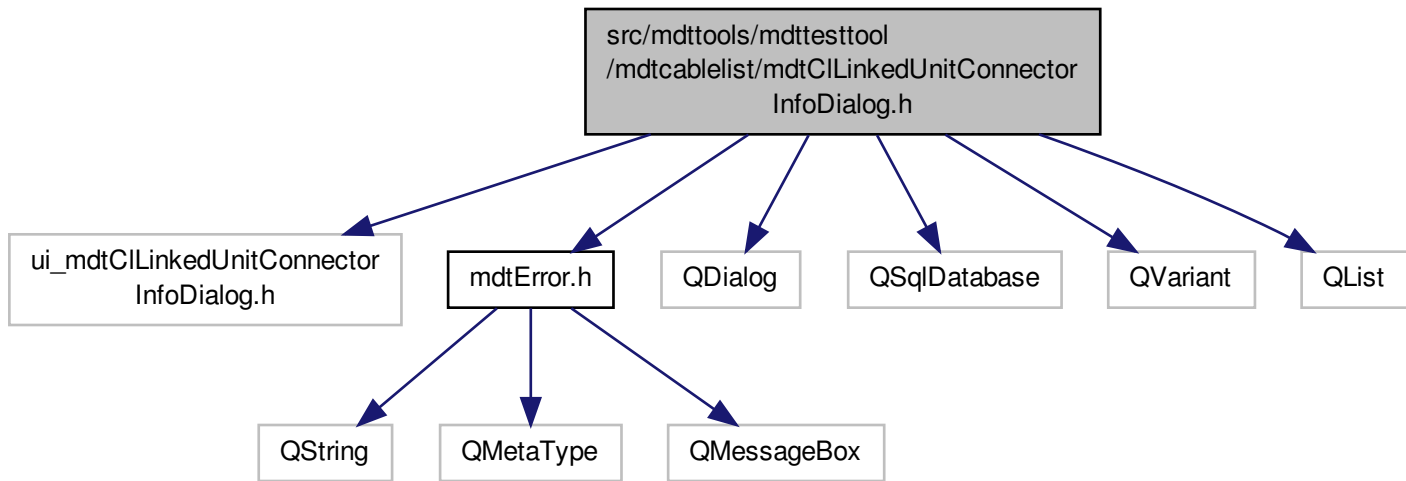 src/mdttools/mdttesttool
/mdtcablelist/mdtClLinkedUnitConnector
InfoDialog.h
ui_mdtClLinkedUnitConnector
InfoDialog.h
mdtError.h
QDialog
QSqlDatabase
QVariant
QList
QString
QMetaType
QMessageBox